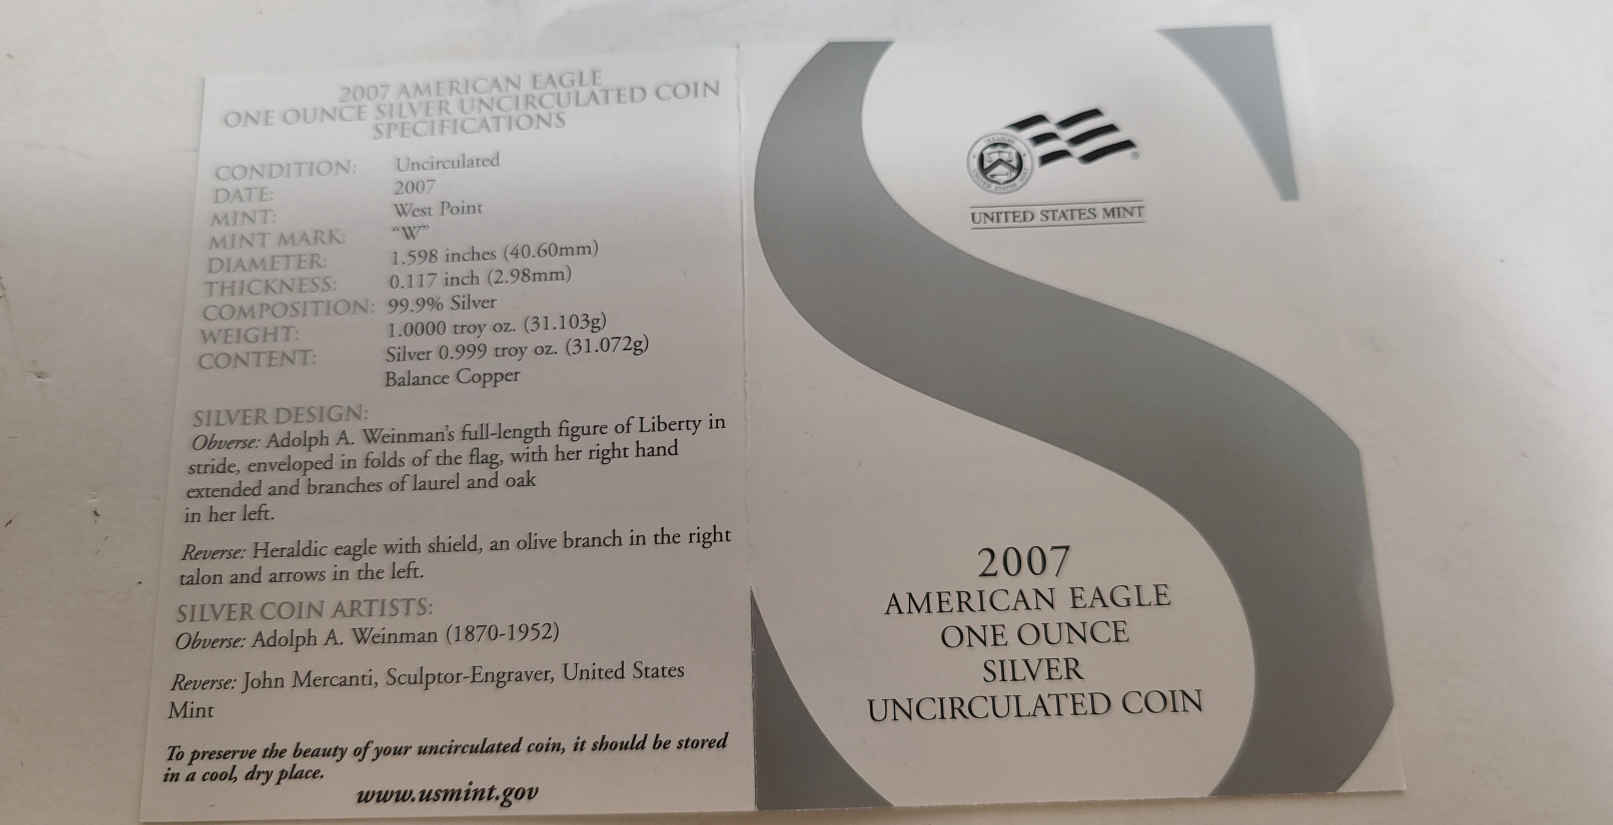 2007 AMERICAN EAGLE
ONE OUNCE SILVER UNCIRCULATED COIN
SPECIFICATIONS
CONDITION: Uncirculated
DATE: 2007
MINT: West Point
MINT MARK: "W"
DIAMETER: 1.598 inches (40.60mm)
THICKNESS: 0.117 inch (2.98mm)
COMPOSITION: 99.9% Silver
WEIGHT: 1.0000 troy oz. (31.103g)
CONTENT: Silver 0.999 troy oz. (31.072g)
Balance Copper
SILVER DESIGN:
Obverse: Adolph A. Weinman's full-length figure of Liberty in
stride, enveloped in folds of the flag, with her right hand
extended and branches of laurel and oak
in her left.
Reverse: Heraldic eagle with shield, an olive branch in the right
talon and arrows in the left.
SILVER COIN ARTISTS:
Obverse: Adolph A. Weinman (1870-1952)
Reverse: John Mercanti, Sculptor-Engraver, United States
Mint
To preserve the beauty of your uncirculated coin, it should be stored
in a cool, dry place.
www.usmint.gov
UNITED STATES MINT
2007
AMERICAN EAGLE
ONE OUNCE
SILVER
UNCIRCULATED COIN